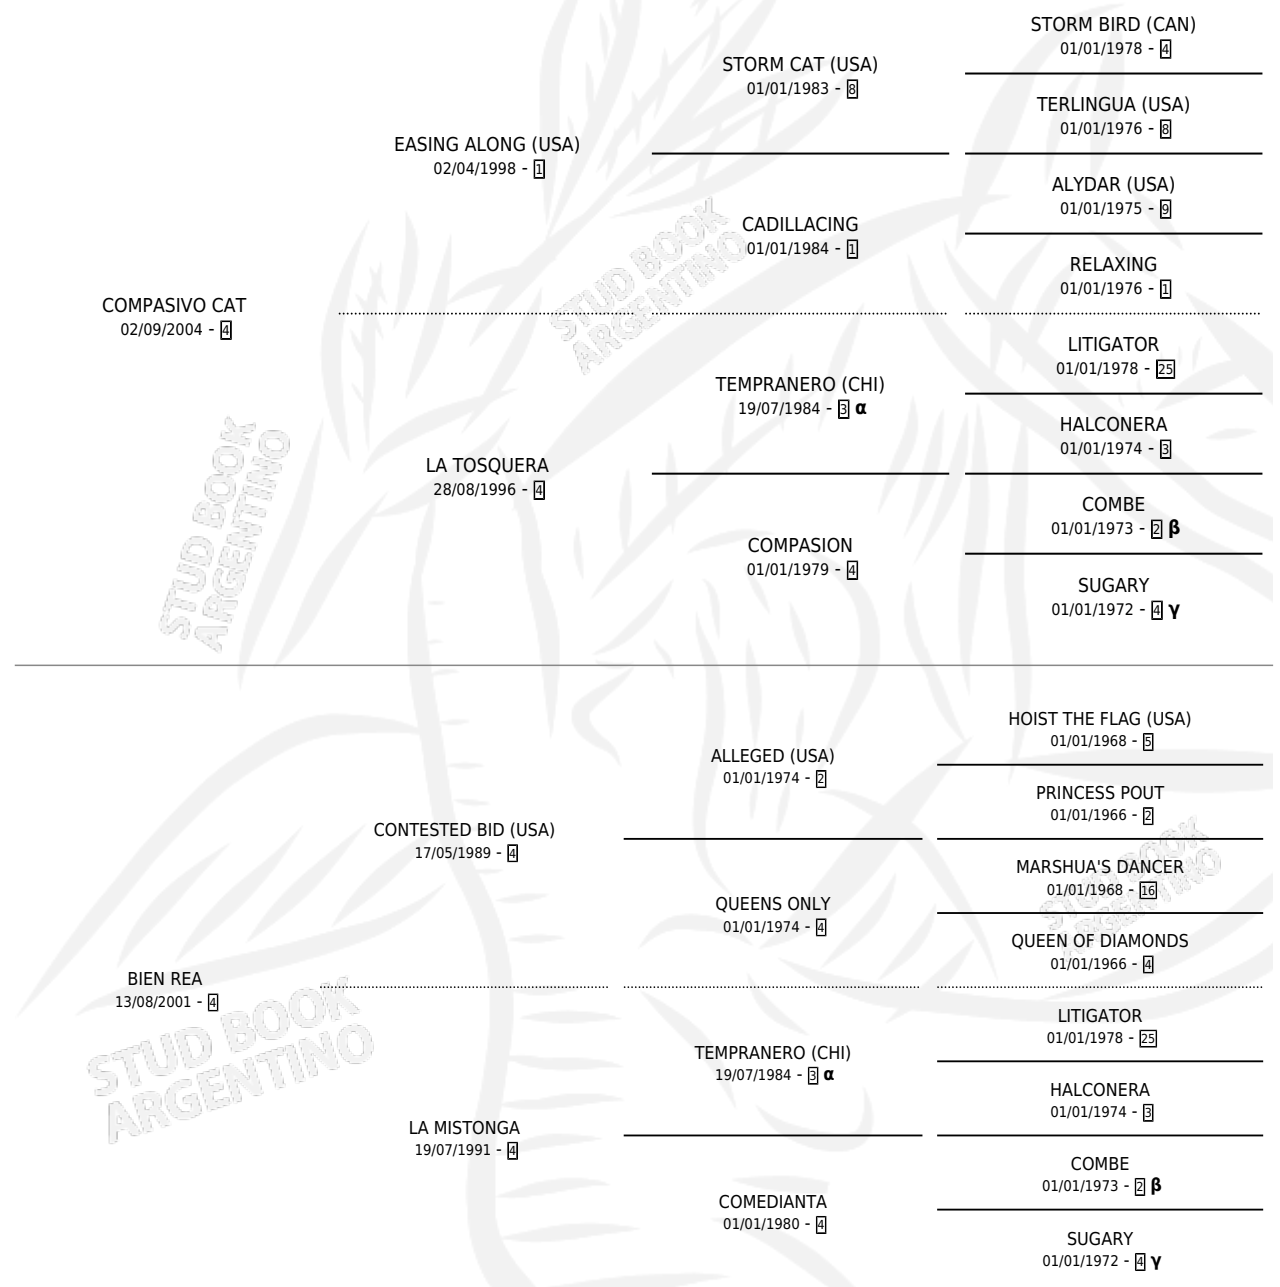 STORM BIRD (CAN)
01/01/1978 - 4
STORM CAT (USA)
01/01/1983 - 8
TERLINGUA (USA)
01/01/1976 - 8
EASING ALONG (USA)
02/04/1998 - 1
ALYDAR (USA)
01/01/1975 - 9
CADILLACING
01/01/1984 - 1
RELAXING
01/01/1976 - 1
COMPASIVO CAT
02/09/2004 - 4
LITIGATOR
01/01/1978 - 25
TEMPRANERO (CHI)
19/07/1984 - 3 α
HALCONERA
01/01/1974 - 3
LA TOSQUERA
28/08/1996 - 4
COMBE
01/01/1973 - 2 β
COMPASION
01/01/1979 - 4
SUGARY
01/01/1972 - 4 γ
HOIST THE FLAG (USA)
01/01/1968 - 5
ALLEGED (USA)
01/01/1974 - 2
PRINCESS POUT
01/01/1966 - 2
CONTESTED BID (USA)
17/05/1989 - 4
MARSHUA'S DANCER
01/01/1968 - 16
QUEENS ONLY
01/01/1974 - 4
QUEEN OF DIAMONDS
01/01/1966 - 4
BIEN REA
13/08/2001 - 4
LITIGATOR
01/01/1978 - 25
TEMPRANERO (CHI)
19/07/1984 - 3 α
HALCONERA
01/01/1974 - 3
LA MISTONGA
19/07/1991 - 4
COMBE
01/01/1973 - 2 β
COMEDIANTA
01/01/1980 - 4
SUGARY
01/01/1972 - 4 γ
STUD BOOK
ARGENTINO
STUD BOOK
ARGENTINO
STUD BOOK
ARGENTINO
STUD BOOK
ARGENTINO